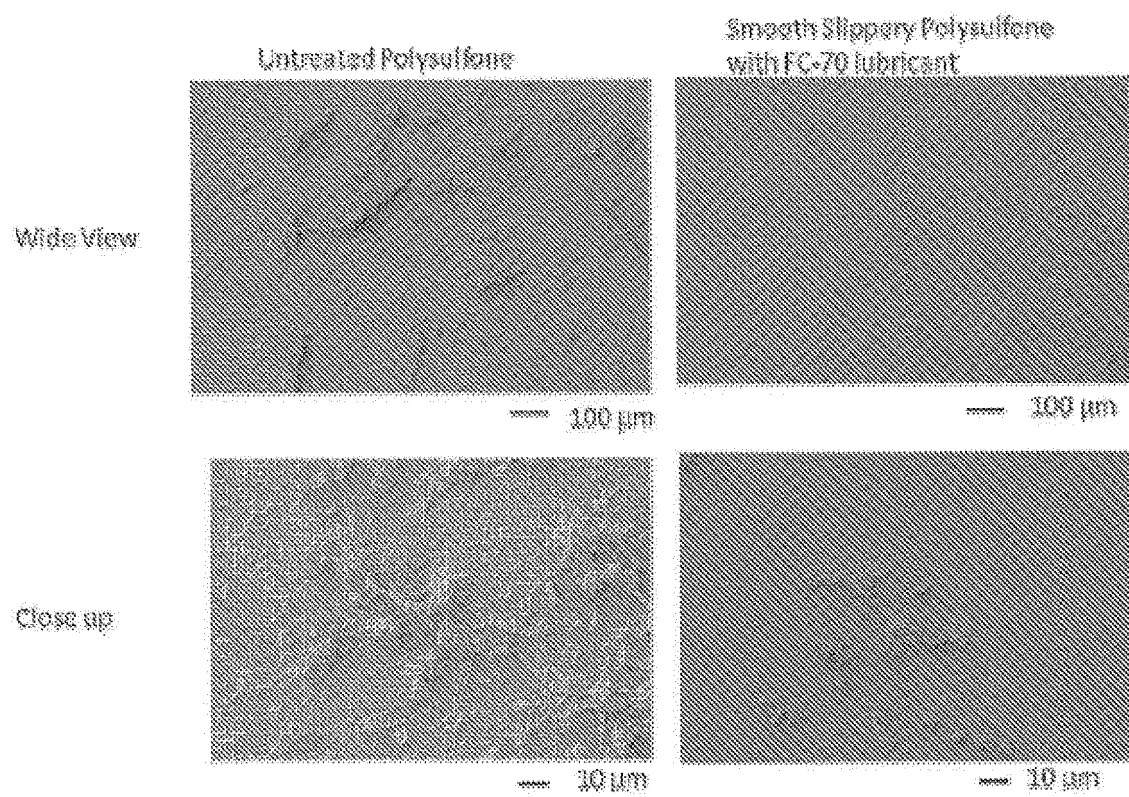 Untreated Polysulfone
Smooth Slippery Polysulfone
with FC-70 lubricant
Wide View
100 µm
100 µm
Close up
10 µm
10 µm